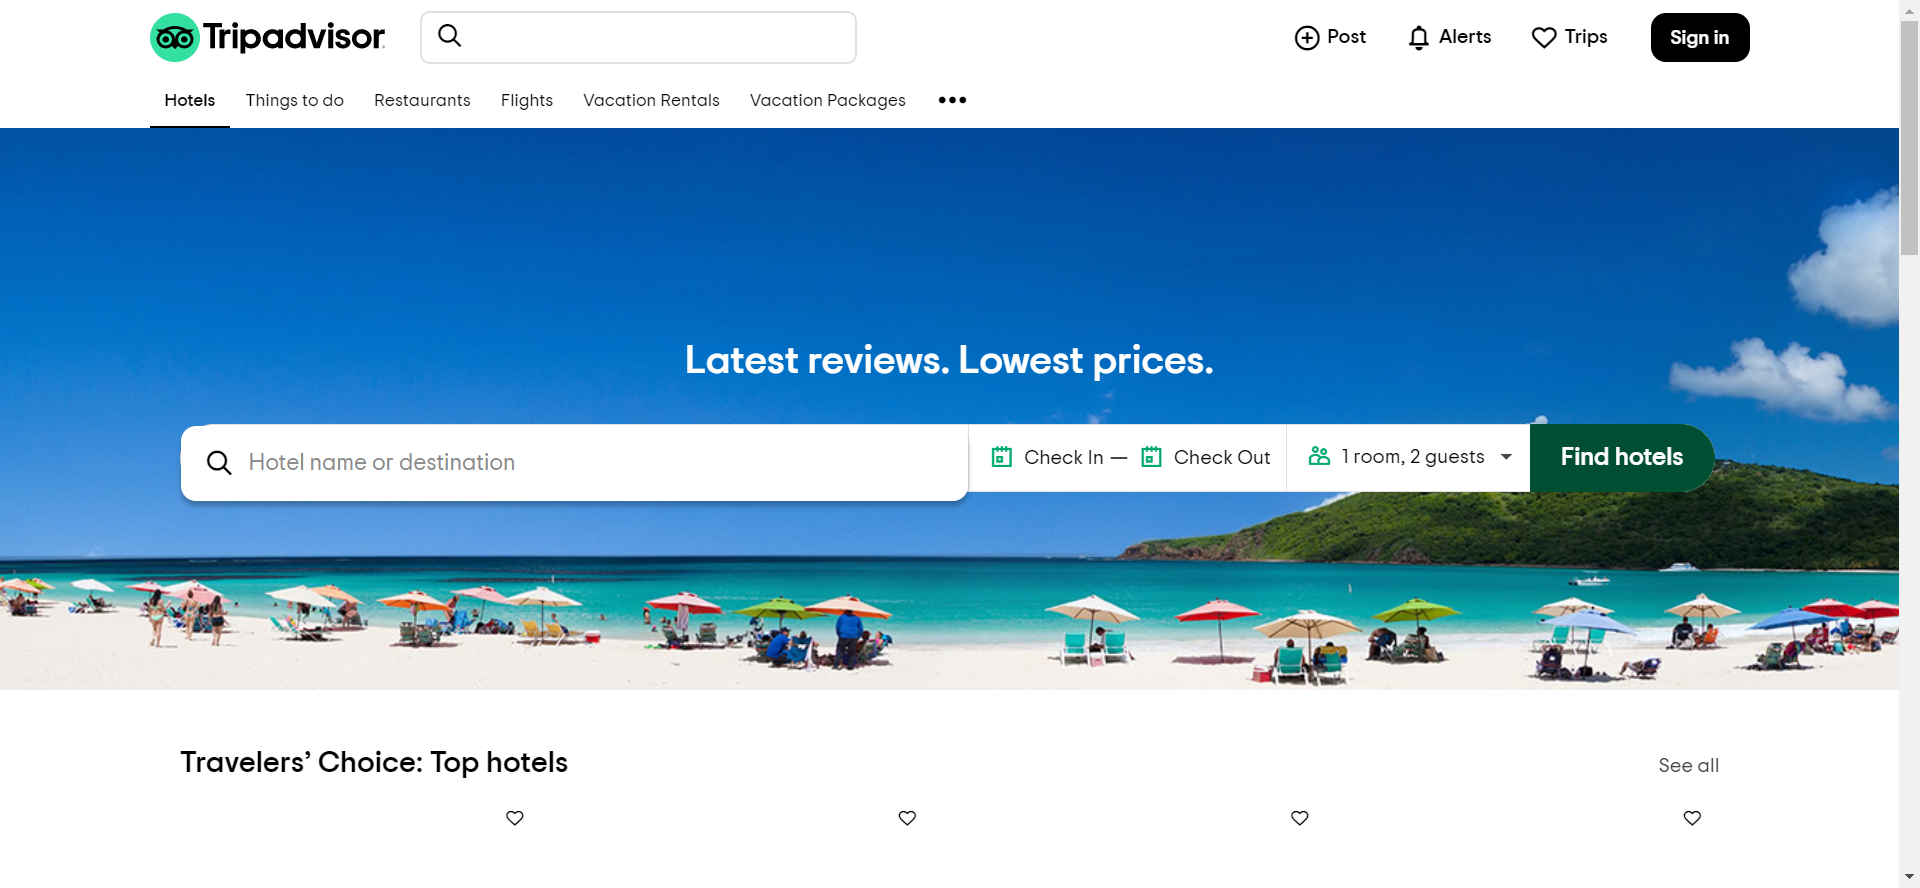 Tripadvisor
Post
Alerts
Trips
Sign in
Hotels
Things to do
Restaurants
Flights
Vacation Rentals
Vacation Packages
Latest reviews. Lowest prices.
Hotel name or destination
Check In —
Check Out
1 room, 2 guests
Find hotels
Travelers’ Choice: Top hotels
See all